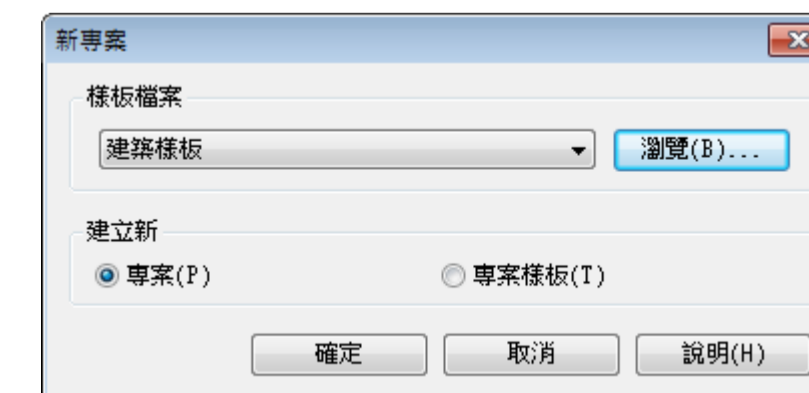 新專案
樣板檔案
建築樣板 瀏覽(B)...
建立新
專案(P) 專案樣板(T)
確定 取消 說明(H)